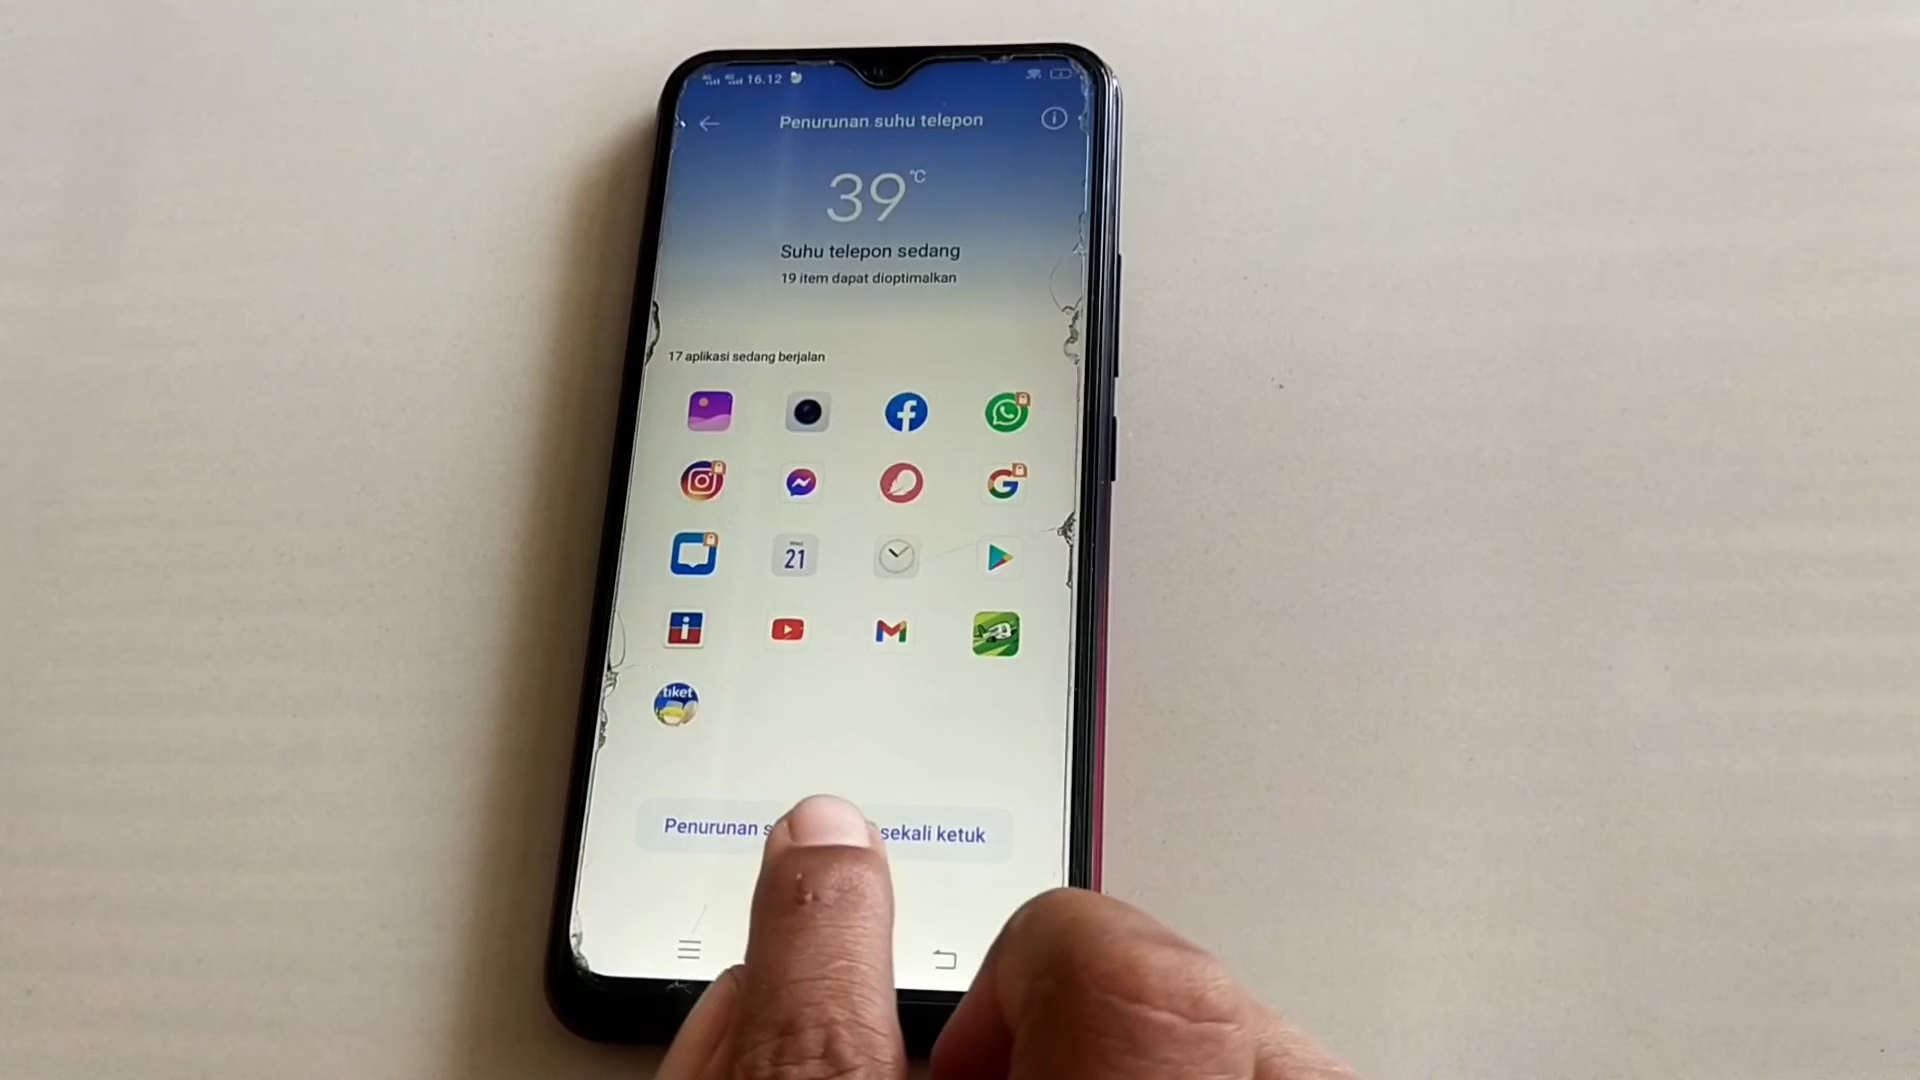 16.12
Penurunan suhu telepon
39 °C
Suhu telepon sedang
19 item dapat dioptimalkan
17 aplikasi sedang berjalan
Wed
21
tiket
Penurunan s sekali ketuk